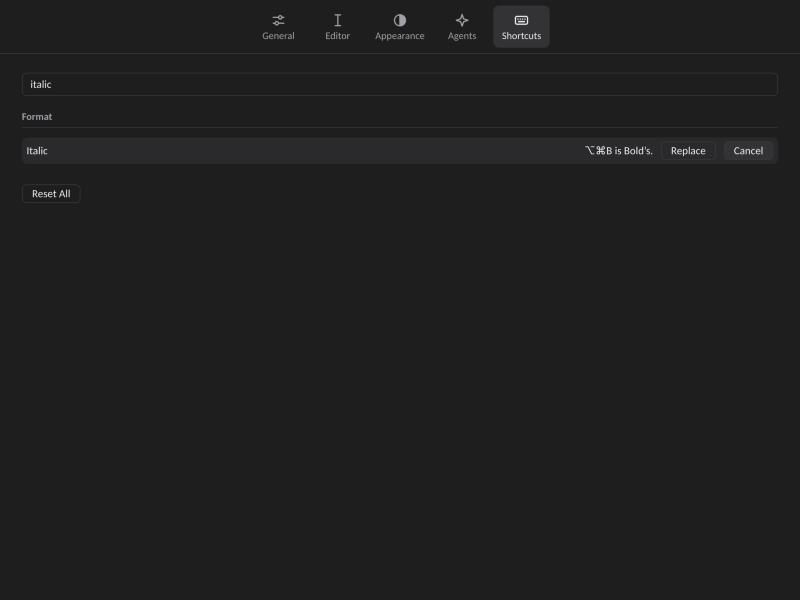 General Editor Appearance Agents Shortcuts
italic
Format
Italic ⌥⌘B is Bold’s. Replace Cancel
Reset All